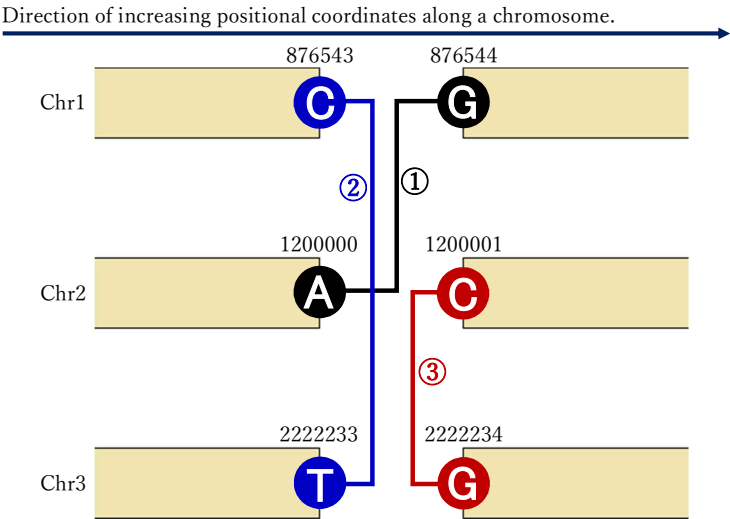 Direction of increasing positional coordinates along a chromosome.
876543 876544
Chr1 C G
② ①
1200000 1200001
Chr2 A C
③
2222233 2222234
Chr3 T G